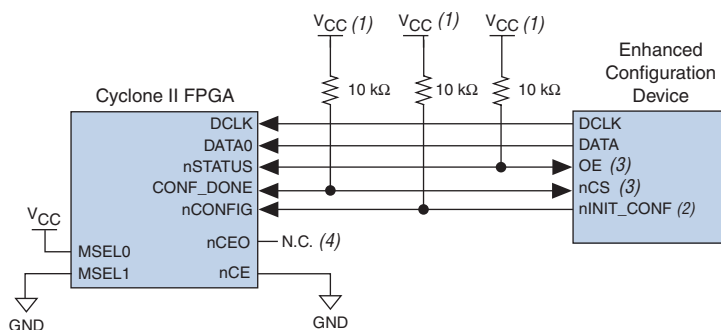 VCC (1)
VCC (1)
VCC (1)
10 kΩ
10 kΩ
10 kΩ
Enhanced
Configuration
Device
Cyclone II FPGA
DCLK
DATA0
nSTATUS
CONF_DONE
nCONFIG
nCEO
nCE
MSEL0
MSEL1
VCC
GND
N.C. (4)
GND
DCLK
DATA
OE (3)
nCS (3)
nINIT_CONF (2)